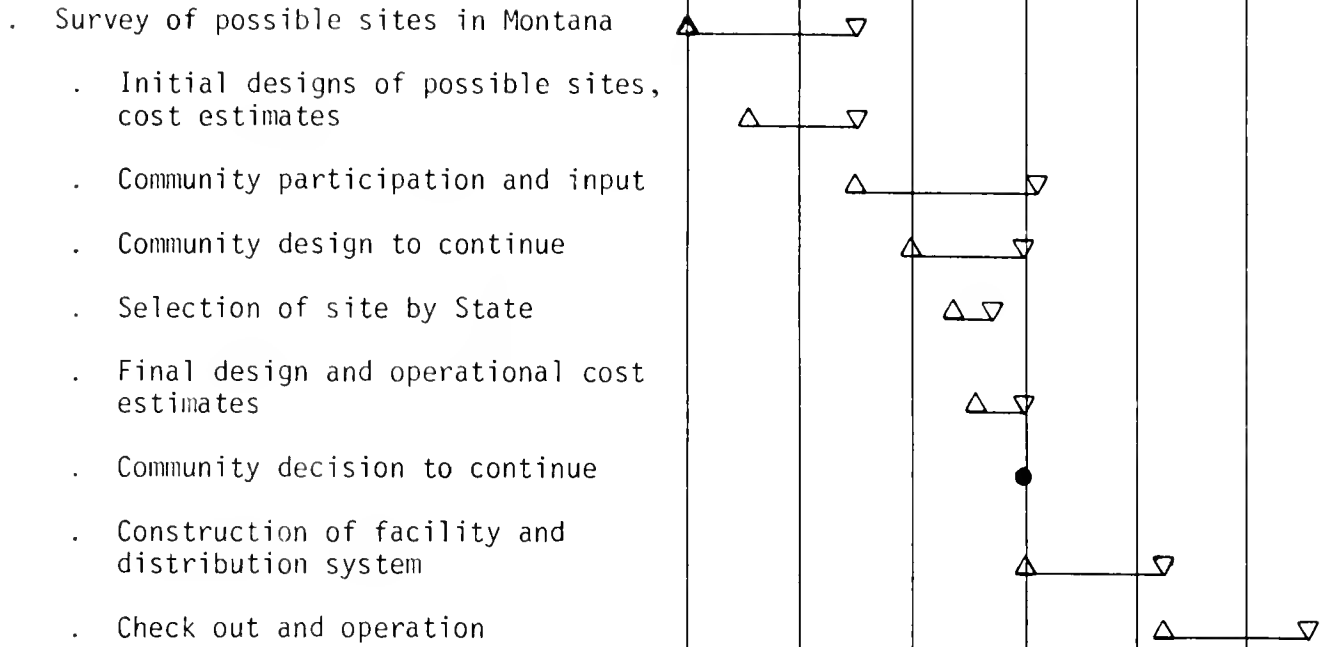 . Survey of possible sites in Montana
. Initial designs of possible sites,
cost estimates
. Community participation and input
. Community design to continue
. Selection of site by State
. Final design and operational cost
estimates
. Community decision to continue
. Construction of facility and
distribution system
. Check out and operation